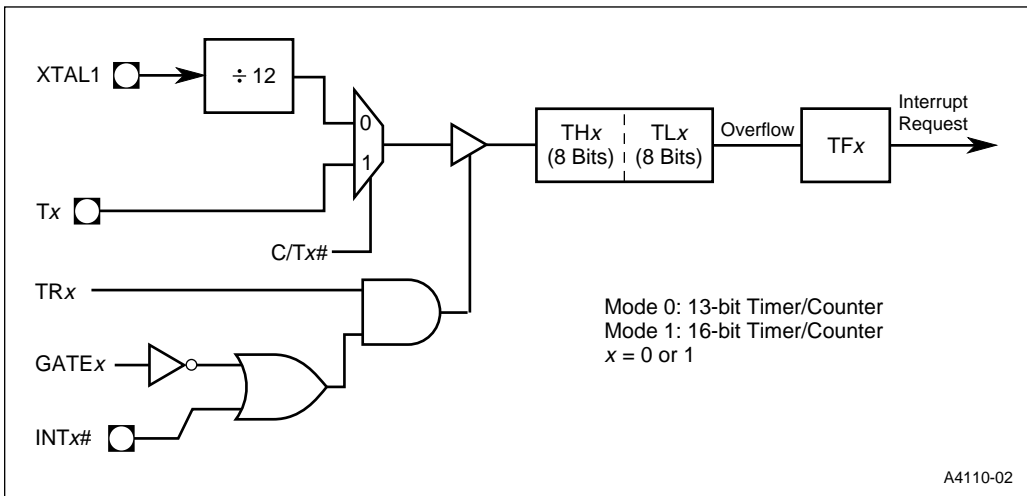 XTAL1
÷ 12
0
1
Tx
C/Tx#
THx
(8 Bits)
TLx
(8 Bits)
Overflow
TFx
Interrupt
Request
TRx
GATEx
INTx#
Mode 0: 13-bit Timer/Counter
Mode 1: 16-bit Timer/Counter
x = 0 or 1
A4110-02